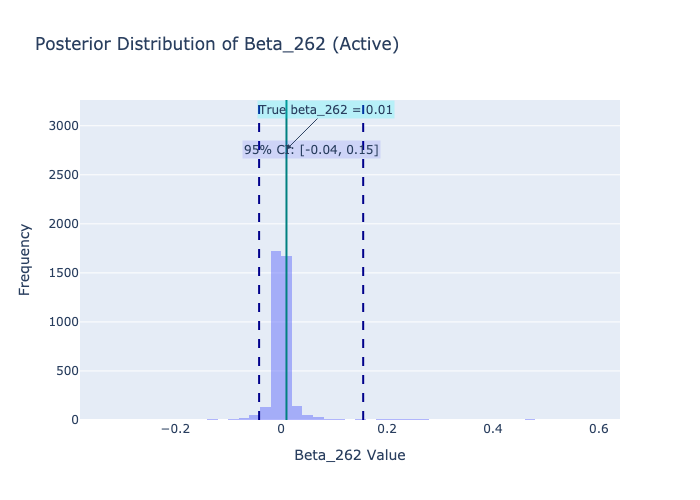 Posterior Distribution of Beta_262 (Active)
True beta_262 = 0.01
95% CI: [-0.04, 0.15]
3000
2500
2000
1500
1000
500
0
Frequency
−0.2 0 0.2 0.4 0.6
Beta_262 Value